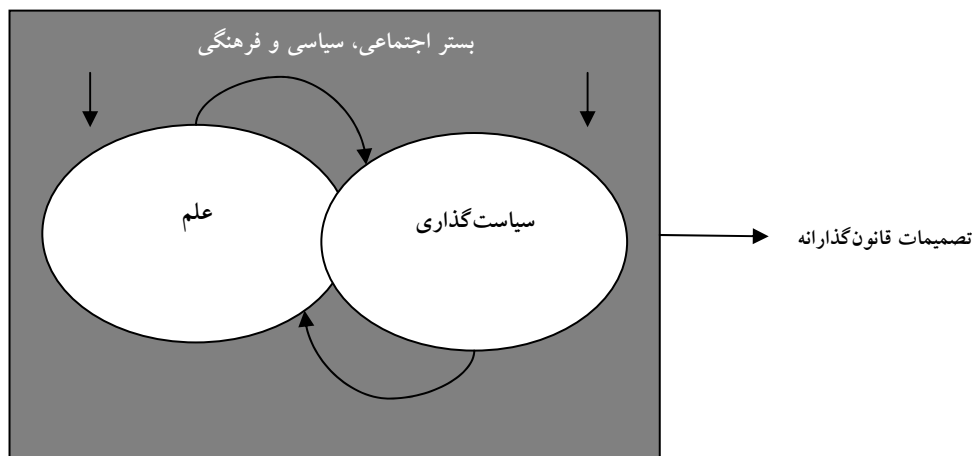 بستر اجتماعی، سیاسی و فرهنگی
علم
سیاست‌گذاری
تصمیمات قانون‌گذارانه